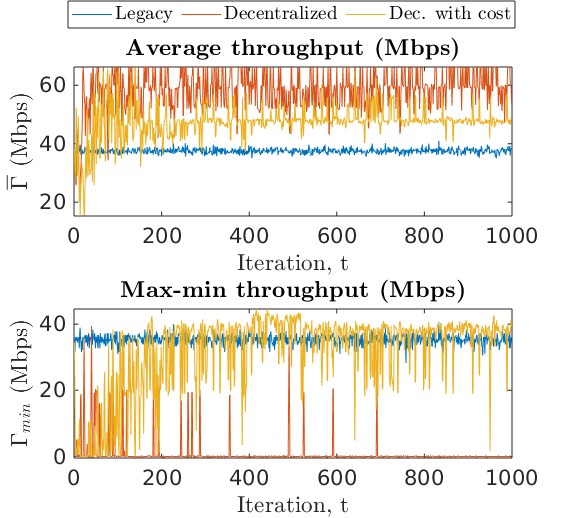 Legacy Decentralized Dec. with cost
Average throughput (Mbps)
Γ̅ (Mbps)
60
40
20
0 200 400 600 800 1000
Iteration, t
Max-min throughput (Mbps)
Γmin (Mbps)
40
20
0
0 200 400 600 800 1000
Iteration, t